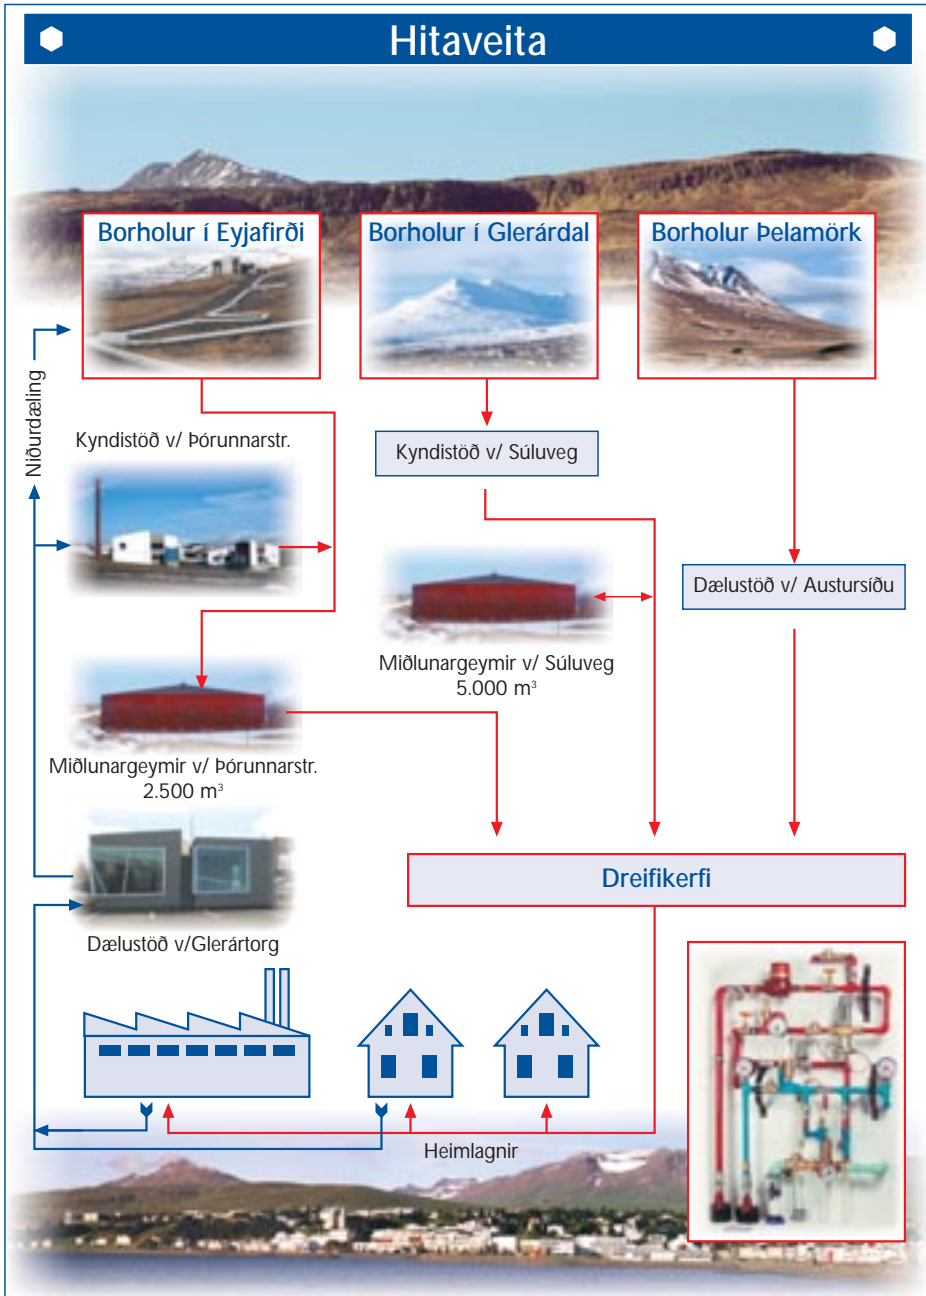 Hitaveita
Borholur í Eyjafirði
Borholur í Glerárdal
Borholur Þelamörk
Niðurdæling
Kyndistöð v/ Þórunnarstr.
Kyndistöð v/ Súluveg
Dælustöð v/ Austursíðu
Miðlunargeymir v/ Súluveg
5.000 m³
Miðlunargeymir v/ Þórunnarstr.
2.500 m³
Dreifikerfi
Dælustöð v/Glerártorg
Heimlagnir